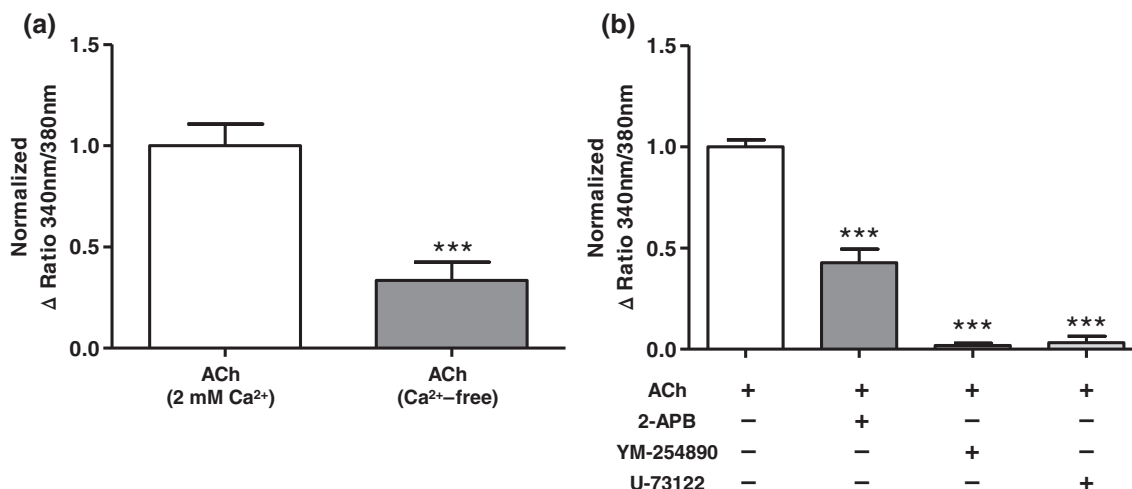 (a)
Normalized
Δ Ratio 340nm/380nm
1.5
1.0
0.5
0.0
***
ACh
(2 mM Ca²⁺)
ACh
(Ca²⁺–free)
(b)
Normalized
Δ Ratio 340nm/380nm
1.5
1.0
0.5
0.0
***
***
***
ACh + + + +
2-APB – + – –
YM-254890 – – + –
U-73122 – – – +